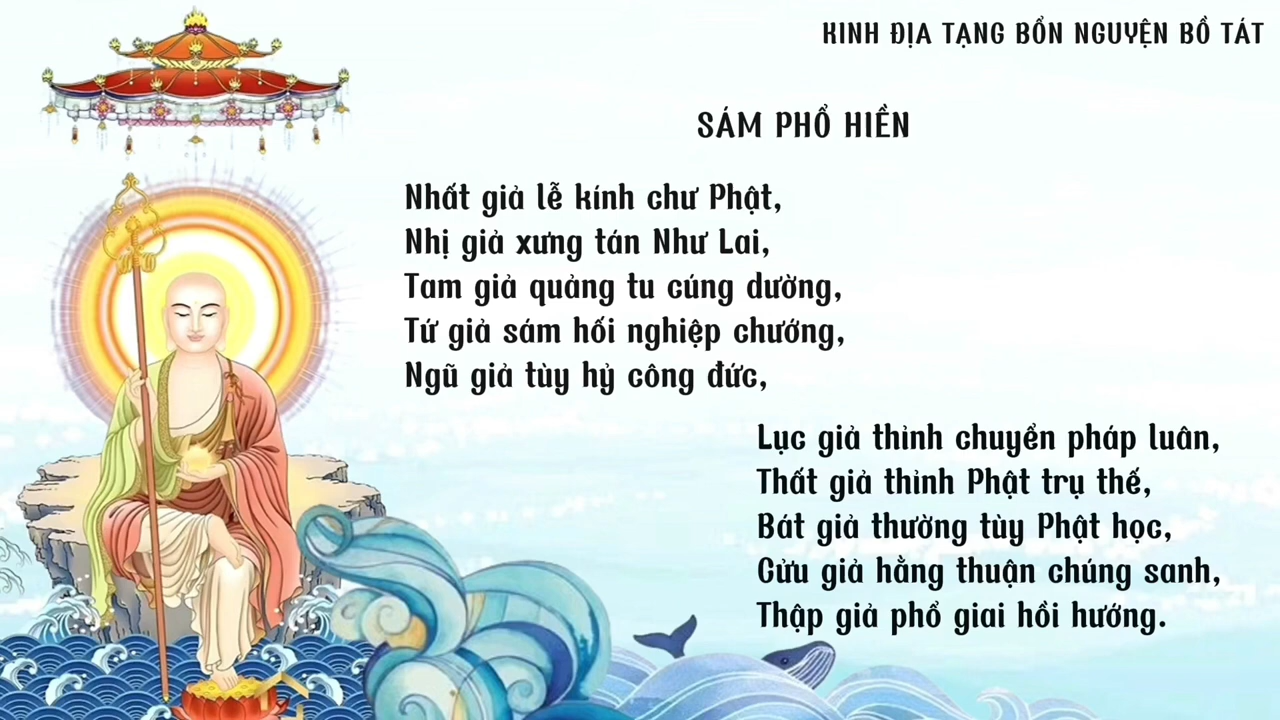 KINH ĐỊA TẠNG BỔN NGUYỆN BỒ TÁT
SÁM PHỔ HIỀN
Nhất giả lễ kính chư Phật,
Nhị giả xưng tán Như Lai,
Tam giả quảng tu cúng dường,
Tứ giả sám hối nghiệp chướng,
Ngũ giả tùy hỷ công đức,
Lục giả thỉnh chuyển pháp luân,
Thất giả thỉnh Phật trụ thế,
Bát giả thường tùy Phật học,
Cửu giả hằng thuận chúng sanh,
Thập giả phổ giai hồi hướng.